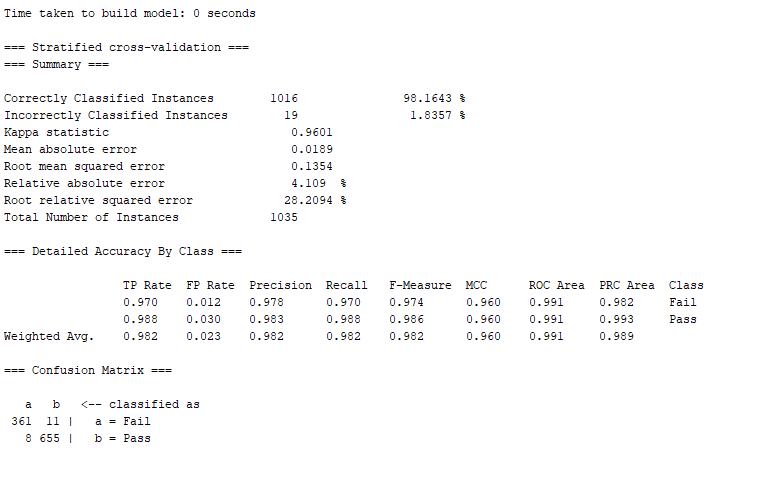 Time taken to build model: 0 seconds
=== Stratified cross-validation ===
=== Summary ===
Correctly Classified Instances 1016 98.1643 %
Incorrectly Classified Instances 19 1.8357 %
Kappa statistic 0.9601
Mean absolute error 0.0189
Root mean squared error 0.1354
Relative absolute error 4.109 %
Root relative squared error 28.2094 %
Total Number of Instances 1035
=== Detailed Accuracy By Class ===
TP Rate FP Rate Precision Recall F-Measure MCC ROC Area PRC Area Class
0.970 0.012 0.978 0.970 0.974 0.960 0.991 0.982 Fail
0.988 0.030 0.983 0.988 0.986 0.960 0.991 0.993 Pass
Weighted Avg. 0.982 0.023 0.982 0.982 0.982 0.960 0.991 0.989
=== Confusion Matrix ===
a b <-- classified as
361 11 | a = Fail
8 655 | b = Pass